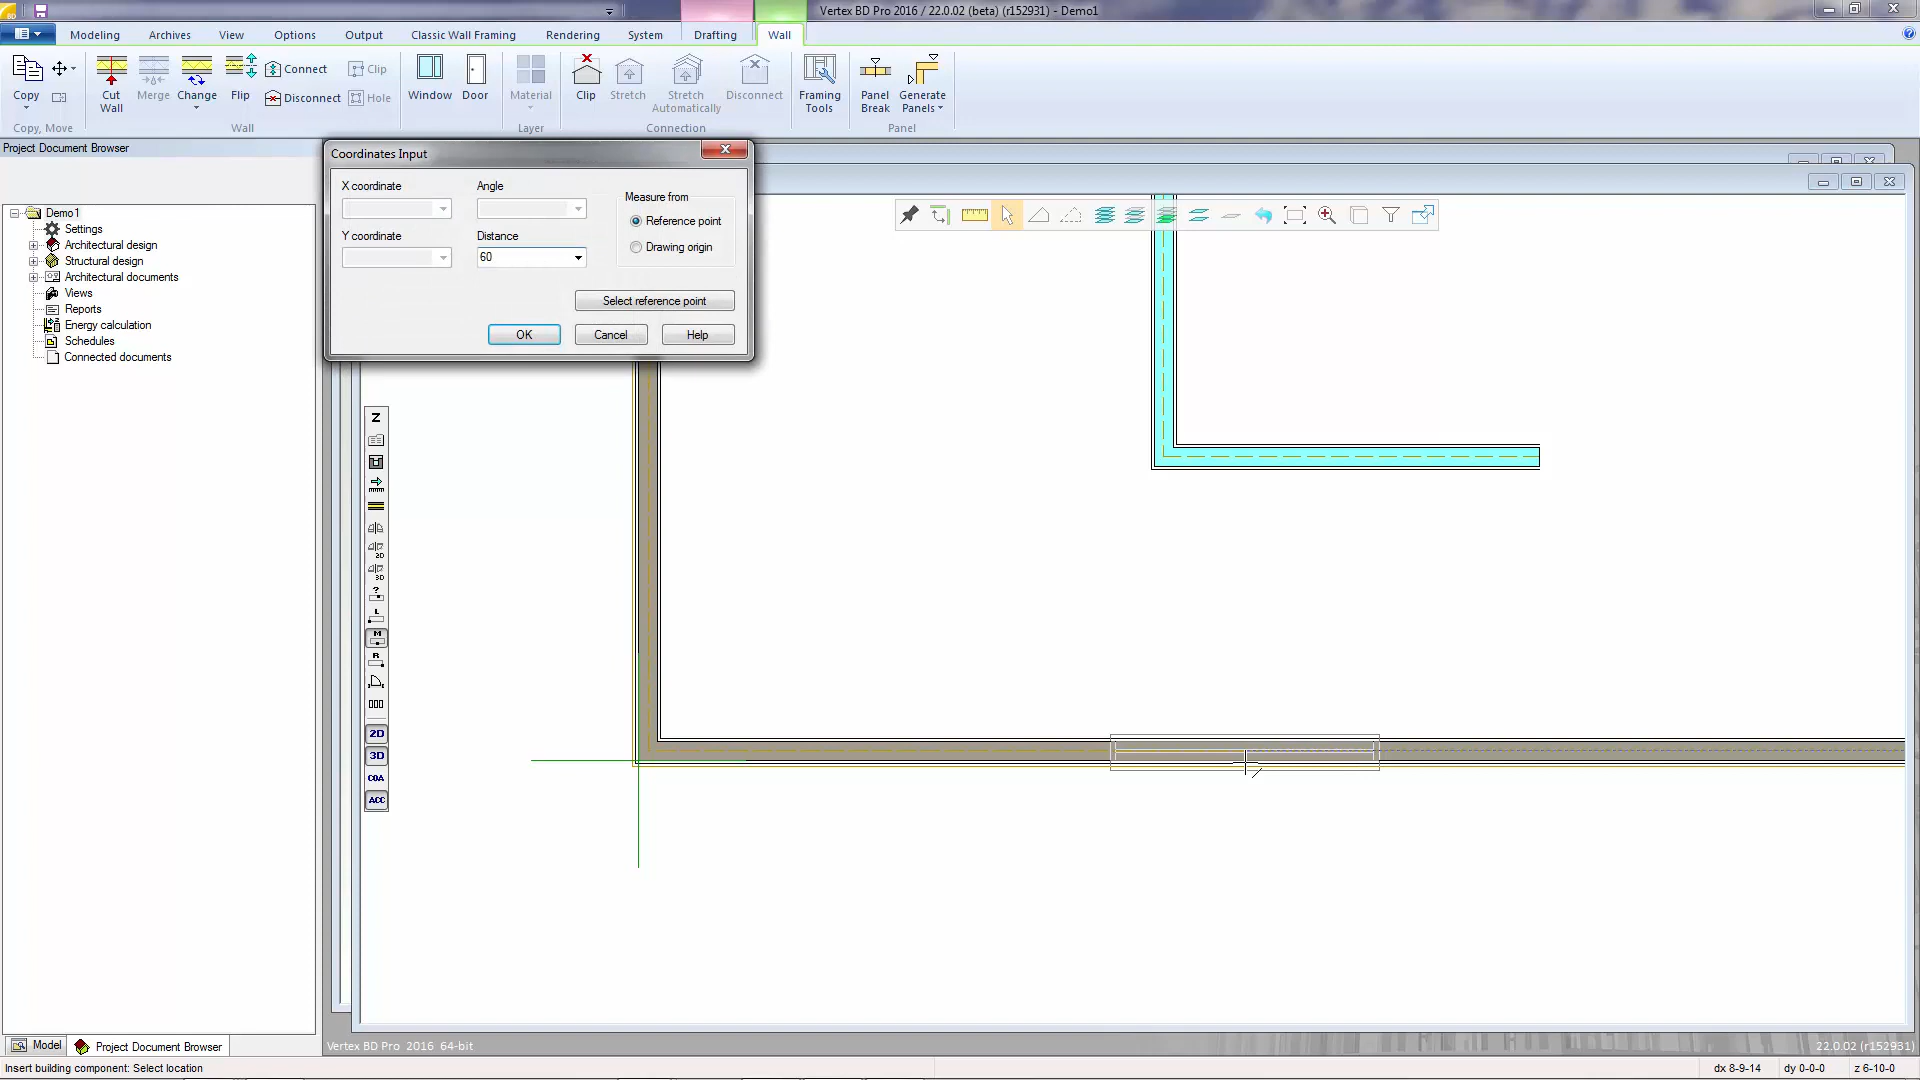 Vertex BD Pro 2016 / 22.0.02 (beta) (r152931) - Demo1
Modeling Archives View Options Output Classic Wall Framing Rendering System Drafting Wall
Copy
Cut Wall
Merge
Change
Flip
Connect
Disconnect
Clip
Hole
Window
Door
Material
Clip
Stretch
Stretch Automatically
Disconnect
Framing Tools
Panel Break
Generate Panels
Copy, Move
Wall
Layer
Connection
Panel
Project Document Browser
Demo1
Settings
Architectural design
Structural design
Architectural documents
Views
Reports
Energy calculation
Schedules
Connected documents
Coordinates Input
X coordinate
Angle
Measure from
Reference point
Y coordinate
Distance
Drawing origin
60
Select reference point
OK
Cancel
Help
Z
2D
3D
?
L
M
R
2D
3D
COA
ACC
Model
Project Document Browser
Vertex BD Pro 2016 64-bit
22.0.02 (r152931)
Insert building component: Select location
dx 8-9-14
dy 0-0-0
z 6-10-0